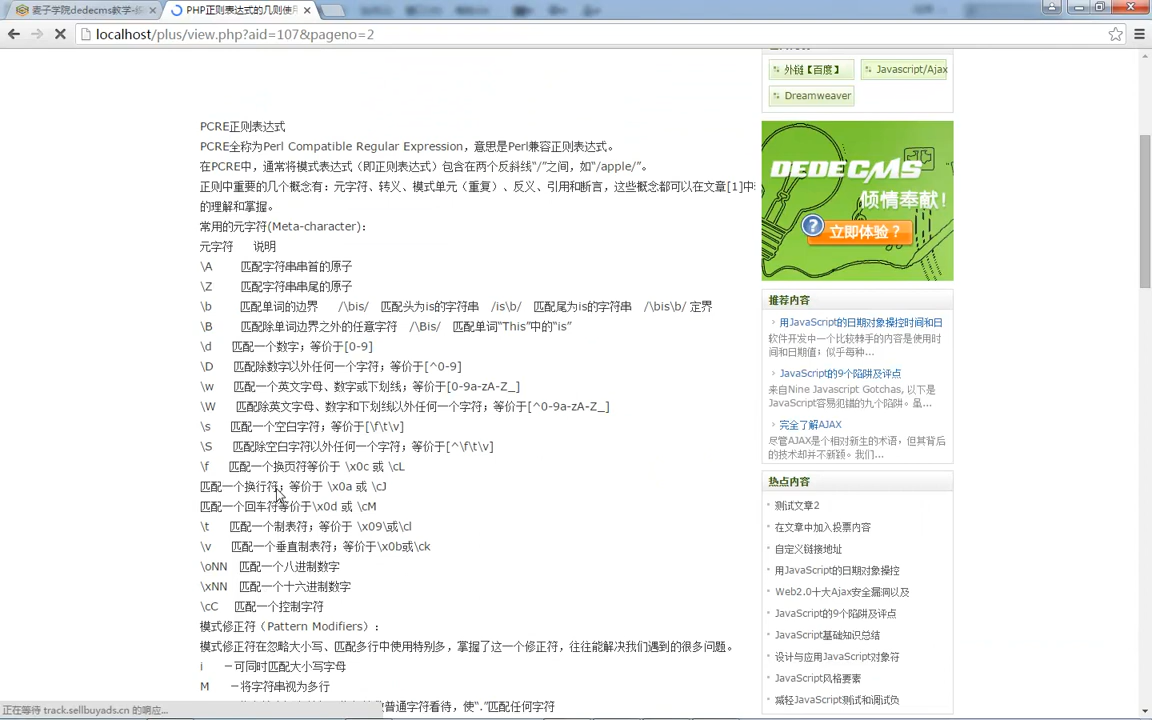 麦子学院dedecms教学-
PHP正则表达式的几则使
localhost/plus/view.php?aid=107&pageno=2
外链【百度】
Javascript/Ajax
Dreamweaver
PCRE正则表达式
PCRE全称为Perl Compatible Regular Expression，意思是Perl兼容正则表达式。
在PCRE中，通常将模式表达式（即正则表达式）包含在两个反斜线“/”之间，如“/apple/”。
正则中重要的几个概念有：元字符、转义、模式单元（重复）、反义、引用和断言，这些概念都可以在文章[1]中
的理解和掌握。
常用的元字符(Meta-character)：
元字符 说明
\A 匹配字符串串首的原子
\Z 匹配字符串串尾的原子
\b 匹配单词的边界 /\bis/ 匹配头为is的字符串 /is\b/ 匹配尾为is的字符串 /\bis\b/ 定界
\B 匹配除单词边界之外的任意字符 /\Bis/ 匹配单词“This”中的“is”
\d 匹配一个数字；等价于[0-9]
\D 匹配除数字以外任何一个字符；等价于[^0-9]
\w 匹配一个英文字母、数字或下划线；等价于[0-9a-zA-Z_]
\W 匹配除英文字母、数字和下划线以外任何一个字符；等价于[^0-9a-zA-Z_]
\s 匹配一个空白字符；等价于[\f\t\v]
\S 匹配除空白字符以外任何一个字符；等价于[^\f\t\v]
\f 匹配一个换页符等价于 \x0c 或 \cL
匹配一个换行符；等价于 \x0a 或 \cJ
匹配一个回车符等价于\x0d 或 \cM
\t 匹配一个制表符；等价于 \x09\或\cl
\v 匹配一个垂直制表符；等价于\x0b或\ck
\oNN 匹配一个八进制数字
\xNN 匹配一个十六进制数字
\cC 匹配一个控制字符
模式修正符（Pattern Modifiers）：
模式修正符在忽略大小写、匹配多行中使用特别多，掌握了这一个修正符，往往能解决我们遇到的很多问题。
i －可同时匹配大小写字母
M －将字符串视为多行
普通字符看待，使“.”匹配任何字符
DEDECMS
倾情奉献！
立即体验？
推荐内容
用JavaScript的日期对象操控时间和日
软件开发中一个比较棘手的内容是使用时
间和日期值；似乎每种...
JavaScript的9个陷阱及评点
来自Nine Javascript Gotchas, 以下是
JavaScript容易犯错的九个陷阱。虽...
完全了解AJAX
尽管AJAX是个相对新生的术语，但其背后
的技术却并不新颖。我们...
热点内容
测试文章2
在文章中加入投票内容
自定义链接地址
用JavaScript的日期对象操控
Web2.0十大Ajax安全漏洞以及
JavaScript的9个陷阱及评点
JavaScript基础知识总结
设计与应用JavaScript对象符
JavaScript风格要素
减轻JavaScript测试和调试负
正在等待 track.sellbuyads.cn 的响应...